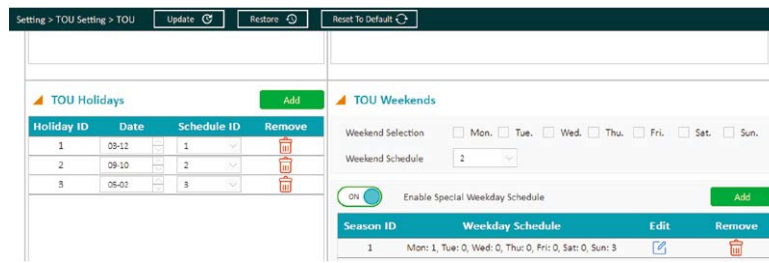 Setting > TOU Setting > TOU Update Restore Reset To Default
TOU Holidays Add
Holiday ID Date Schedule ID Remove
1 03-12 1
2 09-10 2
3 05-02 3
TOU Weekends
Weekend Selection Mon. Tue. Wed. Thu. Fri. Sat. Sun.
Weekend Schedule 2
ON Enable Special Weekday Schedule Add
Season ID Weekday Schedule Edit Remove
1 Mon: 1, Tue: 0, Wed: 0, Thu: 0, Fri: 0, Sat: 0, Sun: 3